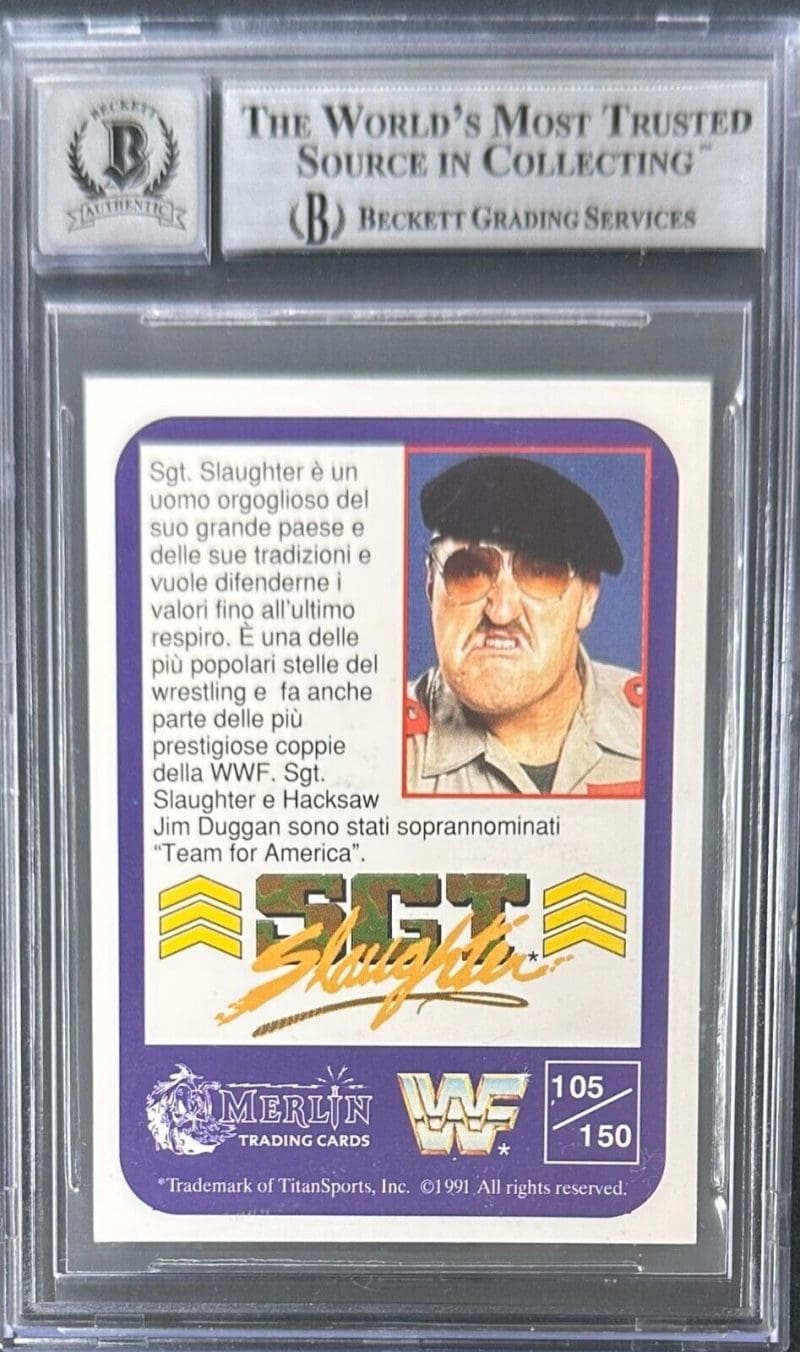 BECKETT
B
AUTHENTIC
THE WORLD'S MOST TRUSTED
SOURCE IN COLLECTING™
(B) BECKETT GRADING SERVICES
Sgt. Slaughter è un
uomo orgoglioso del
suo grande paese e
delle sue tradizioni e
vuole difenderne i
valori fino all'ultimo
respiro. È una delle
più popolari stelle del
wrestling e fa anche
parte delle più
prestigiose coppie
della WWF. Sgt.
Slaughter e Hacksaw
Jim Duggan sono stati soprannominati
“Team for America”.
SGT
Slaughter*
MERLIN
TRADING CARDS
WF*
105/150
*Trademark of TitanSports, Inc. ©1991 All rights reserved.